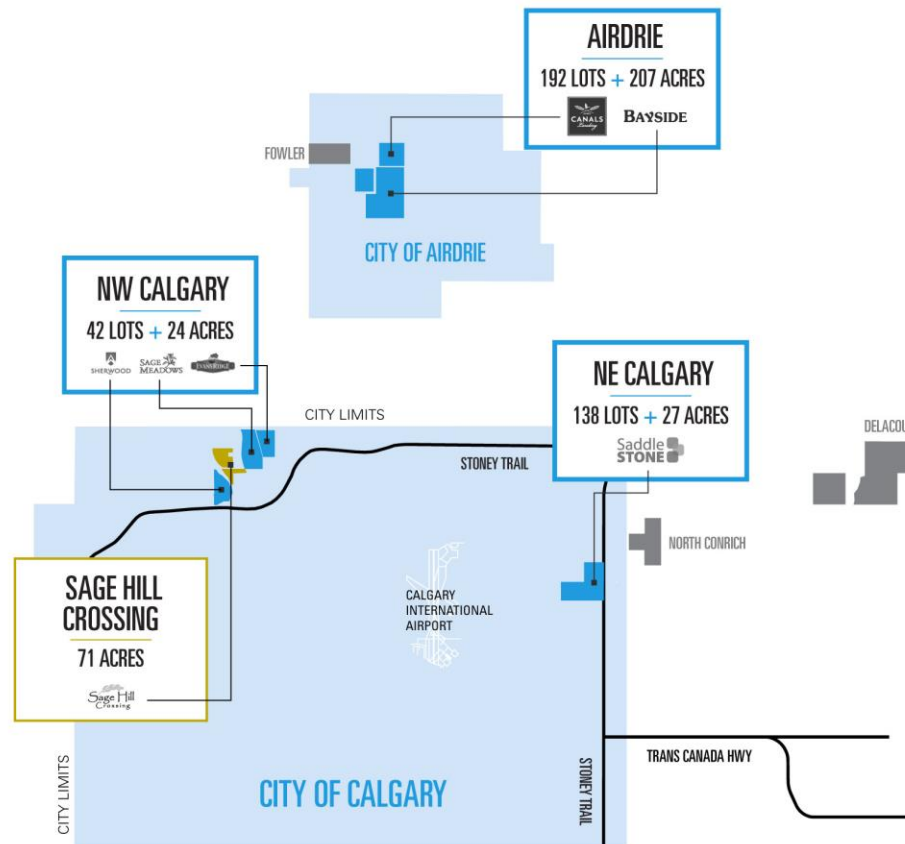 AIRDRIE
192 LOTS + 207 ACRES
CANALS
Landing
BAYSIDE
FOWLER
CITY OF AIRDRIE
NW CALGARY
42 LOTS + 24 ACRES
SHERWOOD
SAGE
MEADOWS
EVANSRIDGE
CITY LIMITS
STONEY TRAIL
NE CALGARY
138 LOTS + 27 ACRES
Saddle
STONE
DELACOU
NORTH CONRICH
SAGE HILL
CROSSING
71 ACRES
Sage Hill
Crossing
CALGARY
INTERNATIONAL
AIRPORT
CITY LIMITS
CITY OF CALGARY
STONEY TRAIL
TRANS CANADA HWY